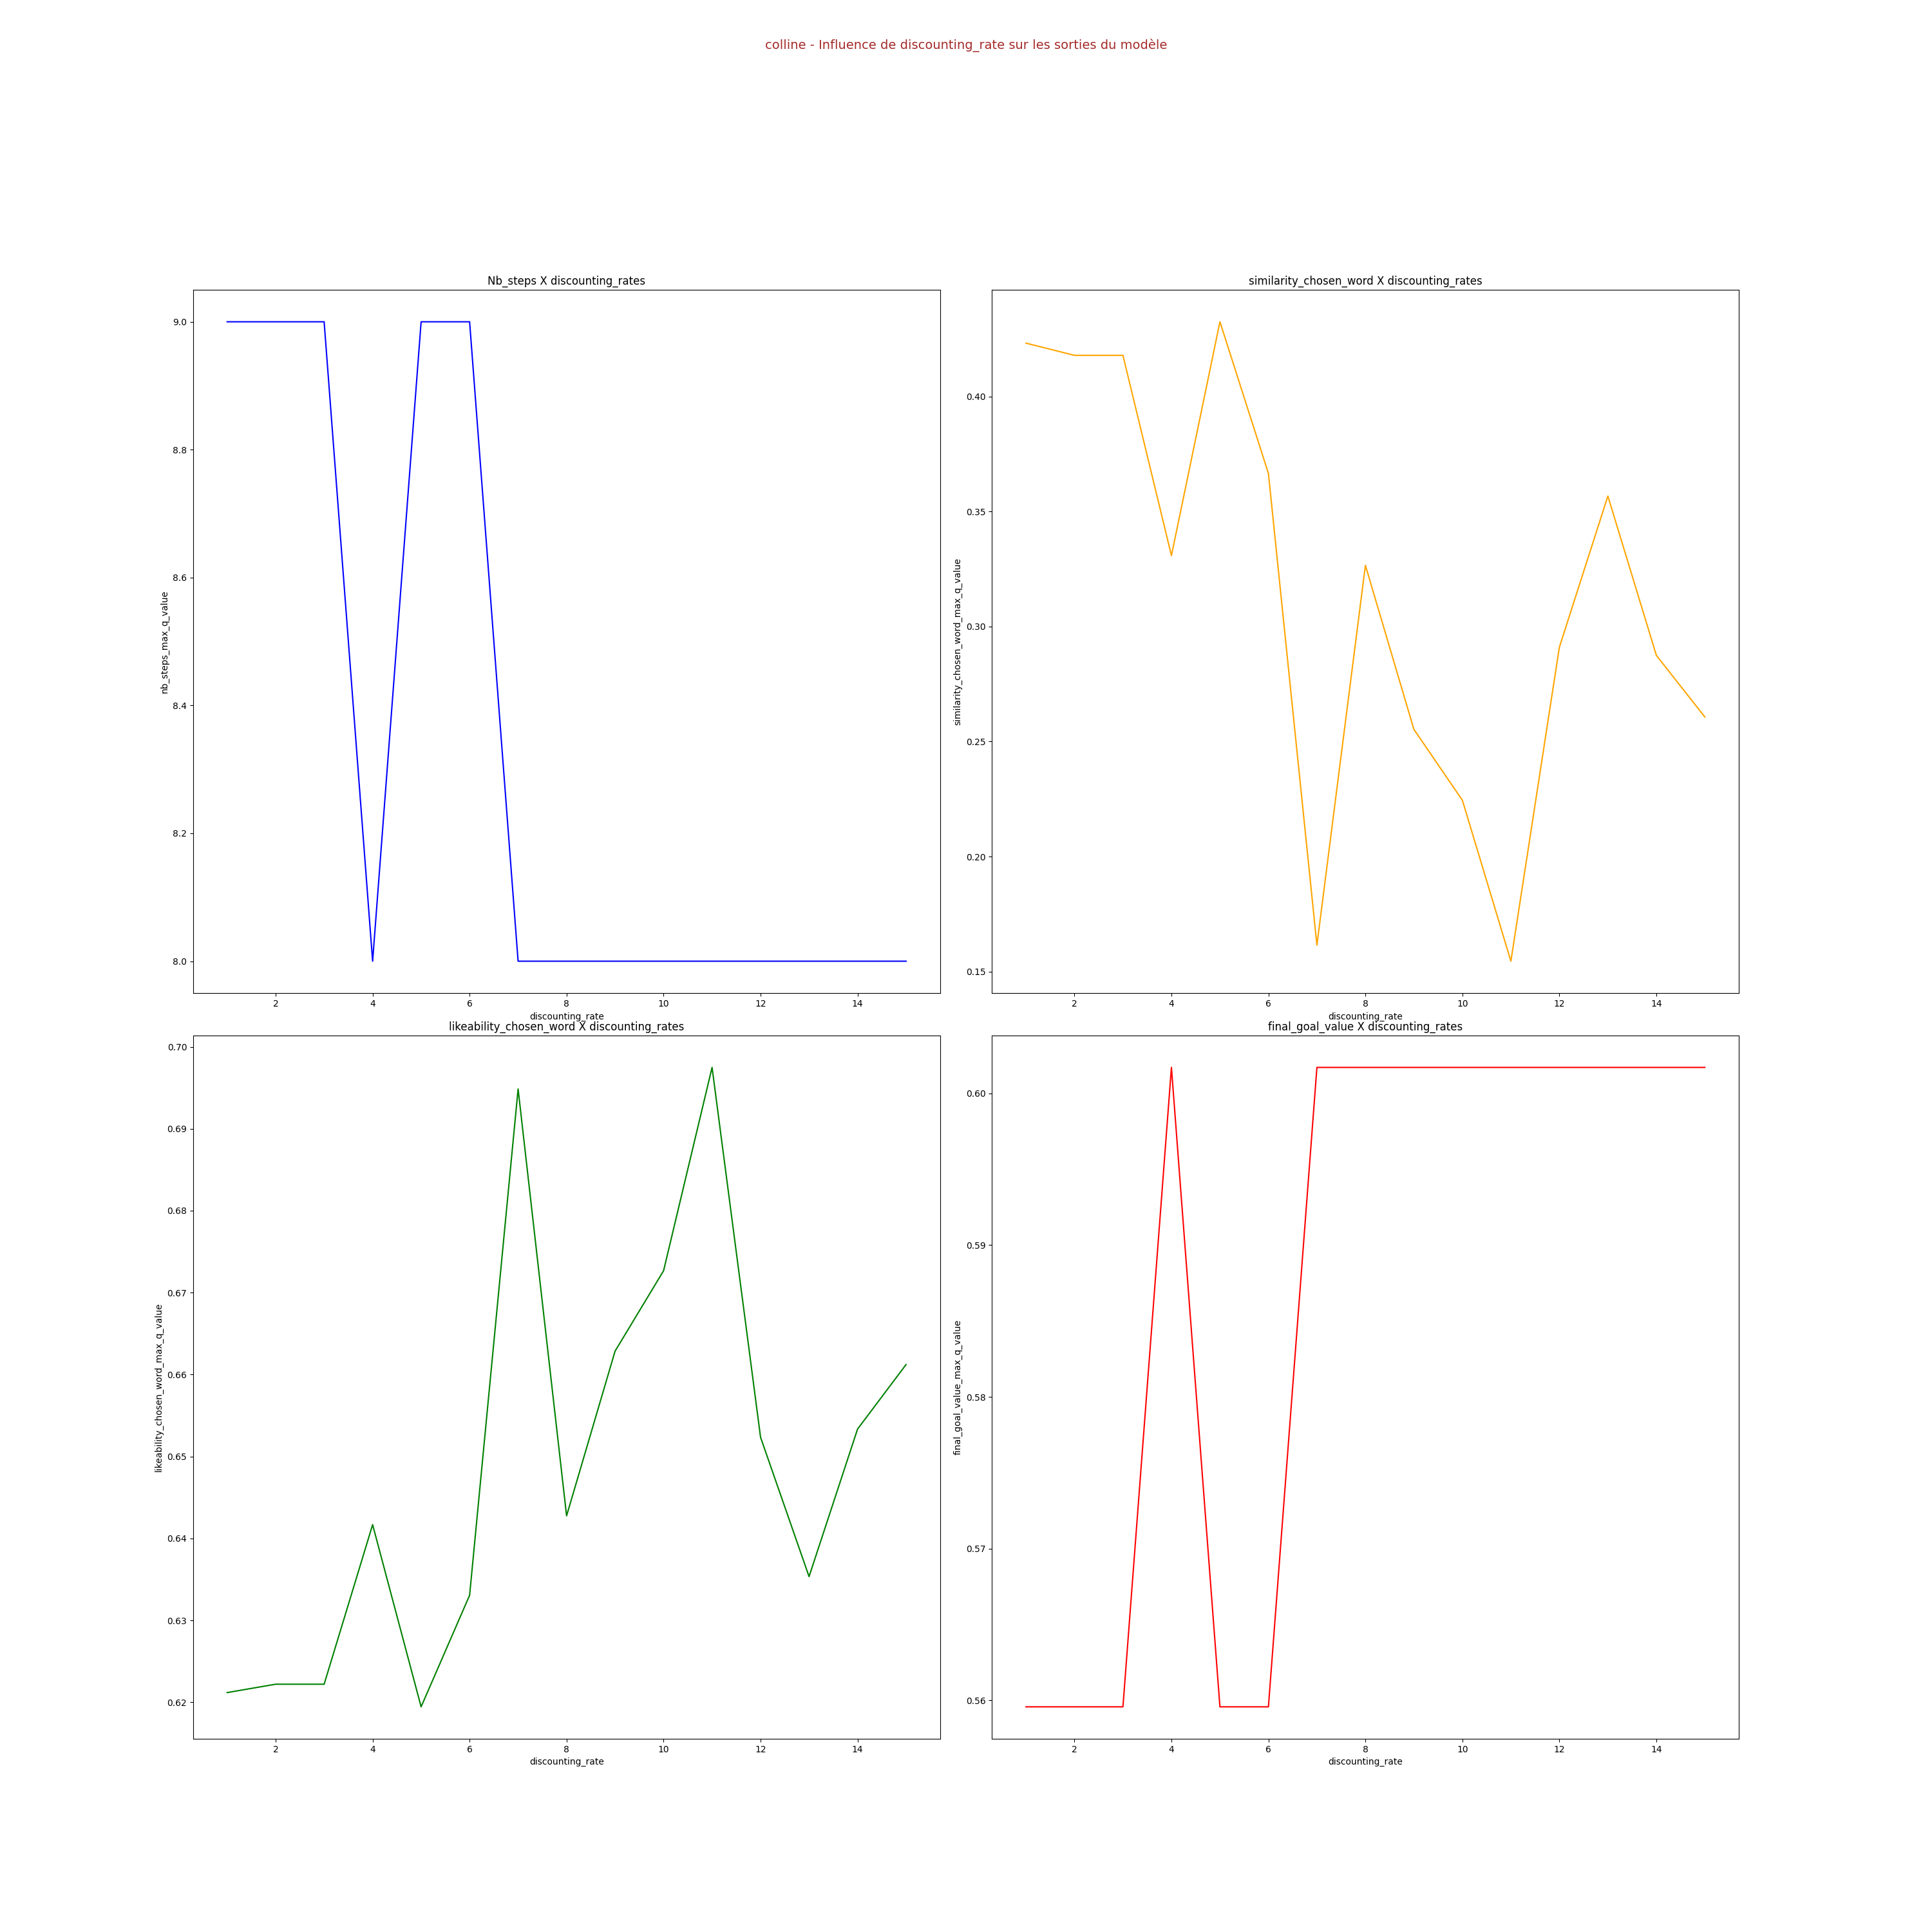 colline - Influence de discounting_rate sur les sorties du modèle
Nb_steps X discounting_rates
9.0
8.8
8.6
8.4
8.2
8.0
nb_steps_max_q_value
2 4 6 8 10 12 14
discounting_rate
similarity_chosen_word X discounting_rates
0.40
0.35
0.30
0.25
0.20
0.15
similarity_chosen_word_max_q_value
2 4 6 8 10 12 14
discounting_rate
likeability_chosen_word X discounting_rates
0.70
0.69
0.68
0.67
0.66
0.65
0.64
0.63
0.62
likeability_chosen_word_max_q_value
2 4 6 8 10 12 14
discounting_rate
final_goal_value X discounting_rates
0.60
0.59
0.58
0.57
0.56
final_goal_value_max_q_value
2 4 6 8 10 12 14
discounting_rate